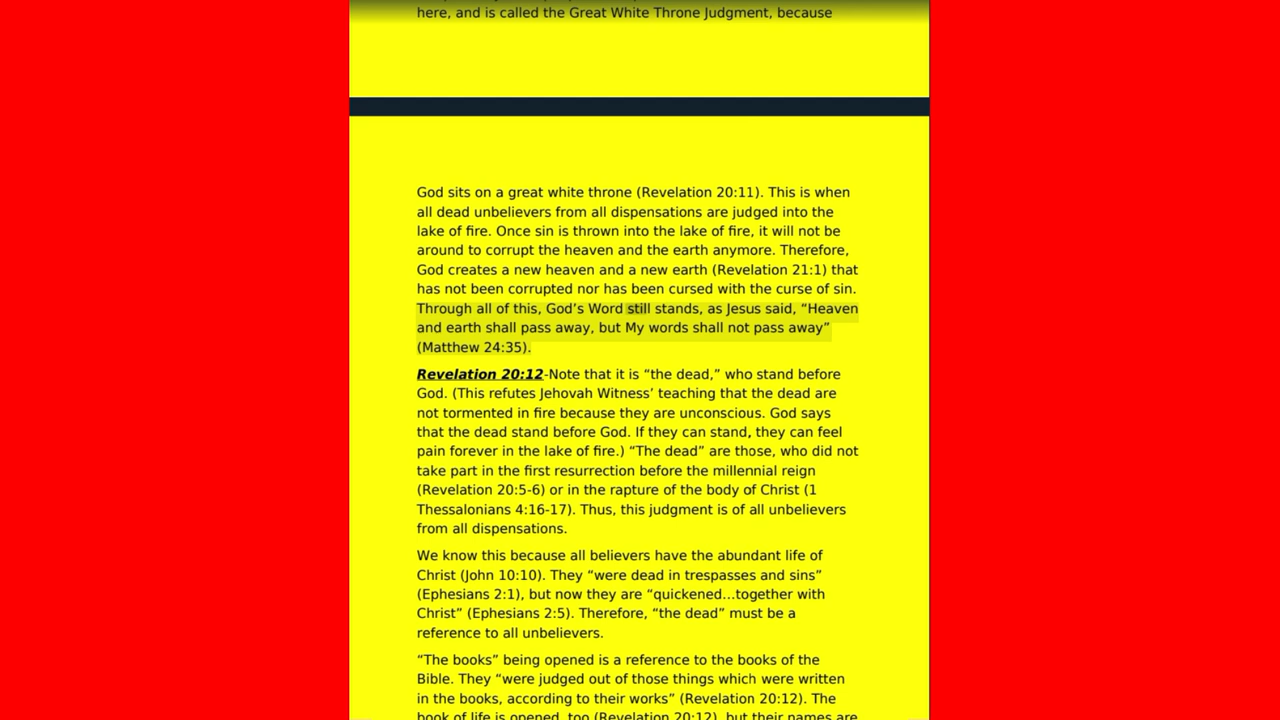 here, and is called the Great White Throne Judgment, because
God sits on a great white throne (Revelation 20:11). This is when
all dead unbelievers from all dispensations are judged into the
lake of fire. Once sin is thrown into the lake of fire, it will not be
around to corrupt the heaven and the earth anymore. Therefore,
God creates a new heaven and a new earth (Revelation 21:1) that
has not been corrupted nor has been cursed with the curse of sin.
Through all of this, God’s Word still stands, as Jesus said, “Heaven
and earth shall pass away, but My words shall not pass away”
(Matthew 24:35).
Revelation 20:12-Note that it is “the dead,” who stand before
God. (This refutes Jehovah Witness’ teaching that the dead are
not tormented in fire because they are unconscious. God says
that the dead stand before God. If they can stand, they can feel
pain forever in the lake of fire.) “The dead” are those, who did not
take part in the first resurrection before the millennial reign
(Revelation 20:5-6) or in the rapture of the body of Christ (1
Thessalonians 4:16-17). Thus, this judgment is of all unbelievers
from all dispensations.
We know this because all believers have the abundant life of
Christ (John 10:10). They “were dead in trespasses and sins”
(Ephesians 2:1), but now they are “quickened…together with
Christ” (Ephesians 2:5). Therefore, “the dead” must be a
reference to all unbelievers.
“The books” being opened is a reference to the books of the
Bible. They “were judged out of those things which were written
in the books, according to their works” (Revelation 20:12). The
book of life is opened, too (Revelation 20:12), but their names are